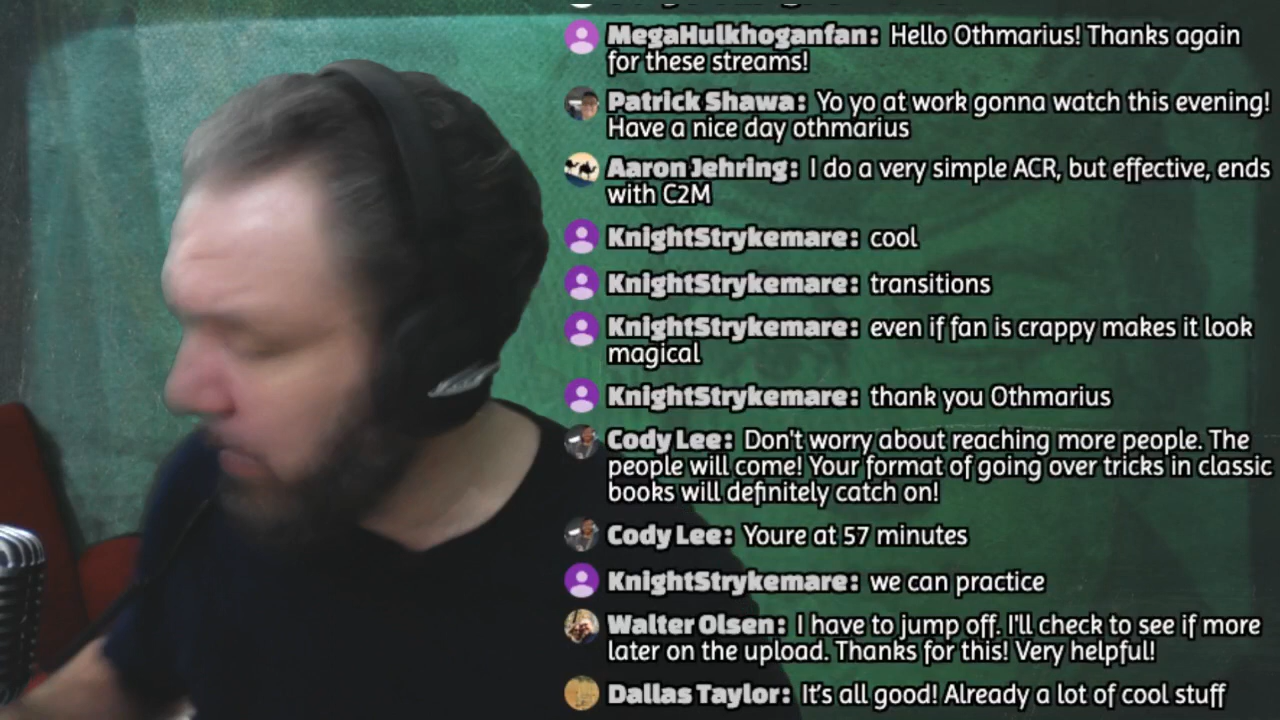 MegaHulkhoganfan: Hello Othmarius! Thanks again
for these streams!
Patrick Shawa: Yo yo at work gonna watch this evening!
Have a nice day othmarius
Aaron Jehring: I do a very simple ACR, but effective, ends
with C2M
KnightStrykemare: cool
KnightStrykemare: transitions
KnightStrykemare: even if fan is crappy makes it look
magical
KnightStrykemare: thank you Othmarius
Cody Lee: Don't worry about reaching more people. The
people will come! Your format of going over tricks in classic
books will definitely catch on!
Cody Lee: Youre at 57 minutes
KnightStrykemare: we can practice
Walter Olsen: I have to jump off. I'll check to see if more
later on the upload. Thanks for this! Very helpful!
Dallas Taylor: It's all good! Already a lot of cool stuff